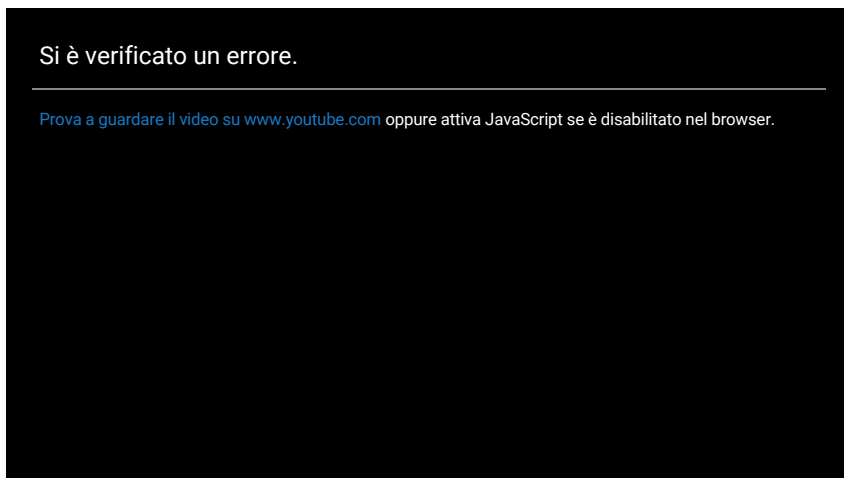 Si è verificato un errore.
Prova a guardare il video su www.youtube.com oppure attiva JavaScript se è disabilitato nel browser.